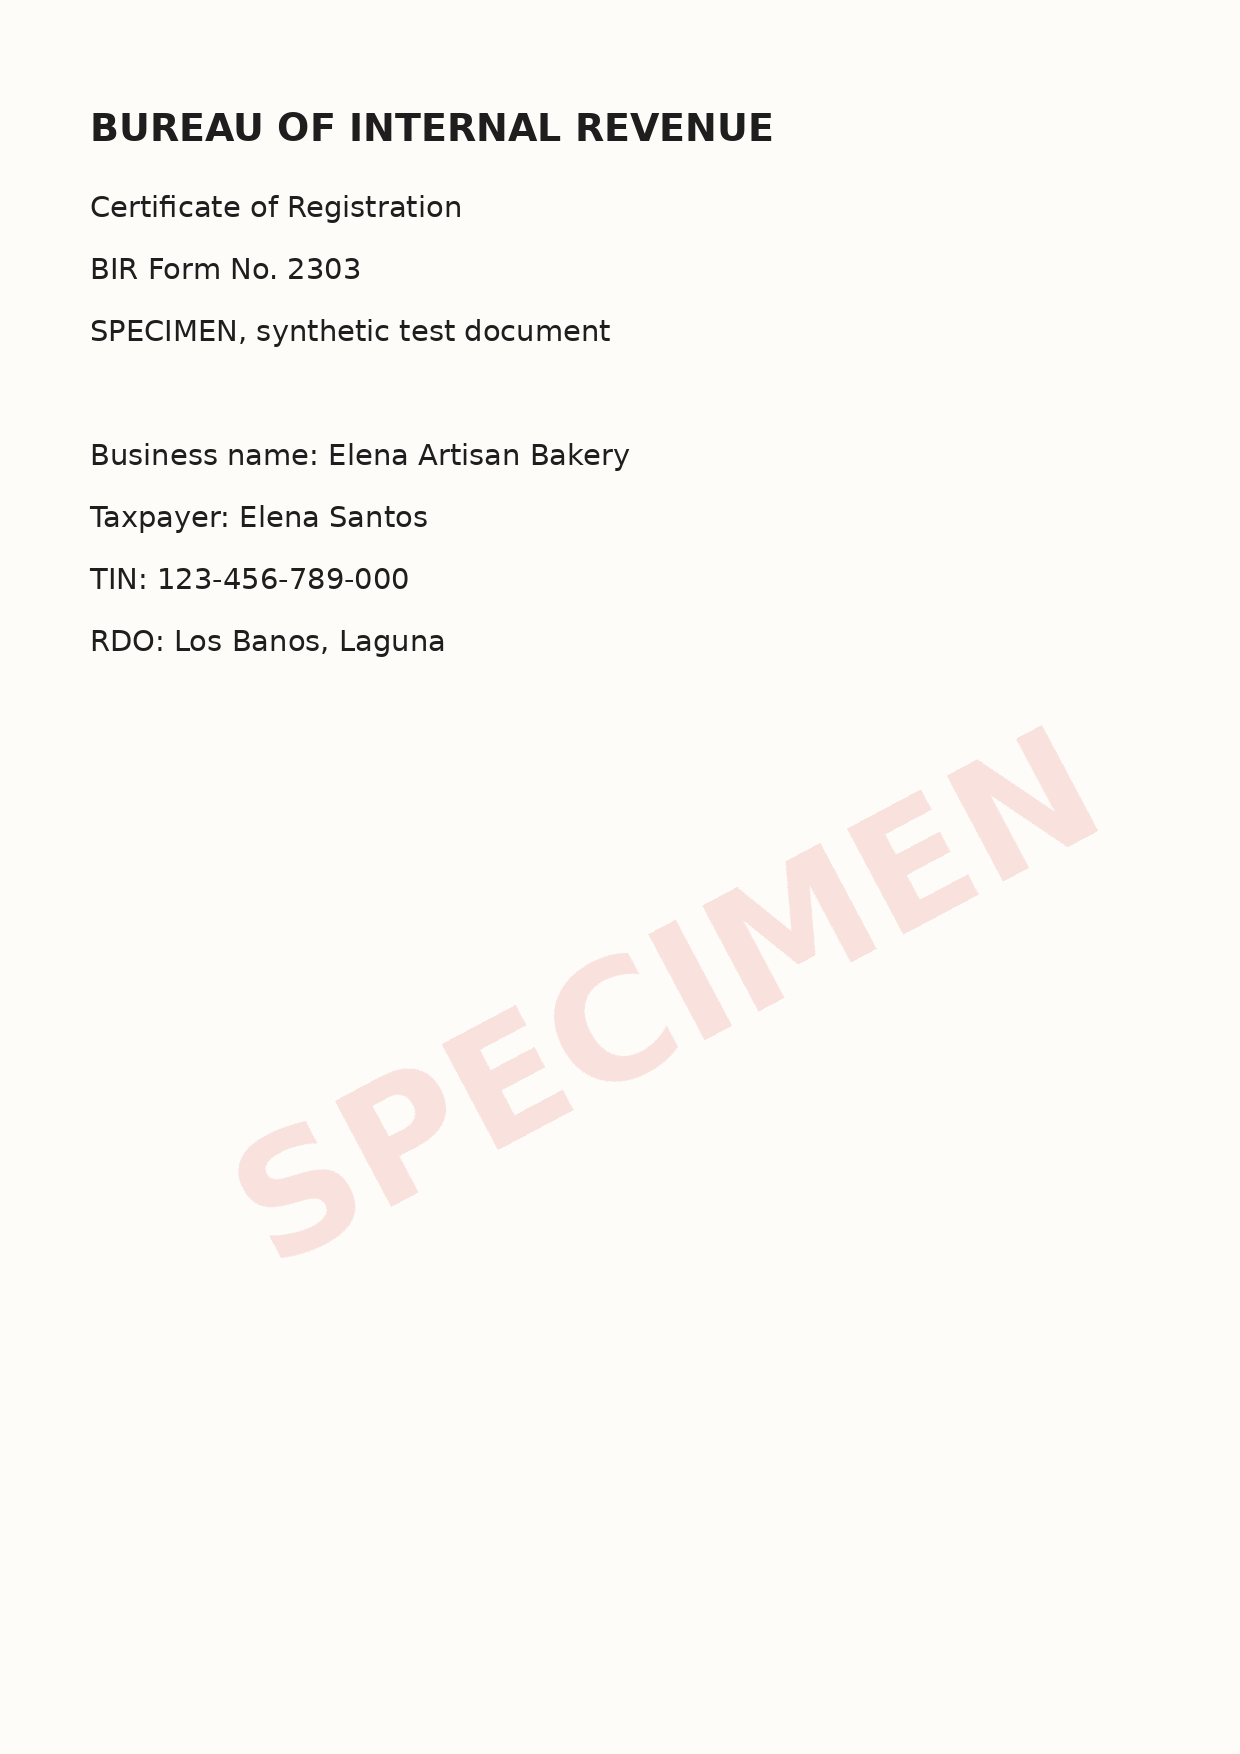 BUREAU OF INTERNAL REVENUE
Certificate of Registration
BIR Form No. 2303
SPECIMEN, synthetic test document
Business name: Elena Artisan Bakery
Taxpayer: Elena Santos
TIN: 123-456-789-000
RDO: Los Banos, Laguna
SPECIMEN